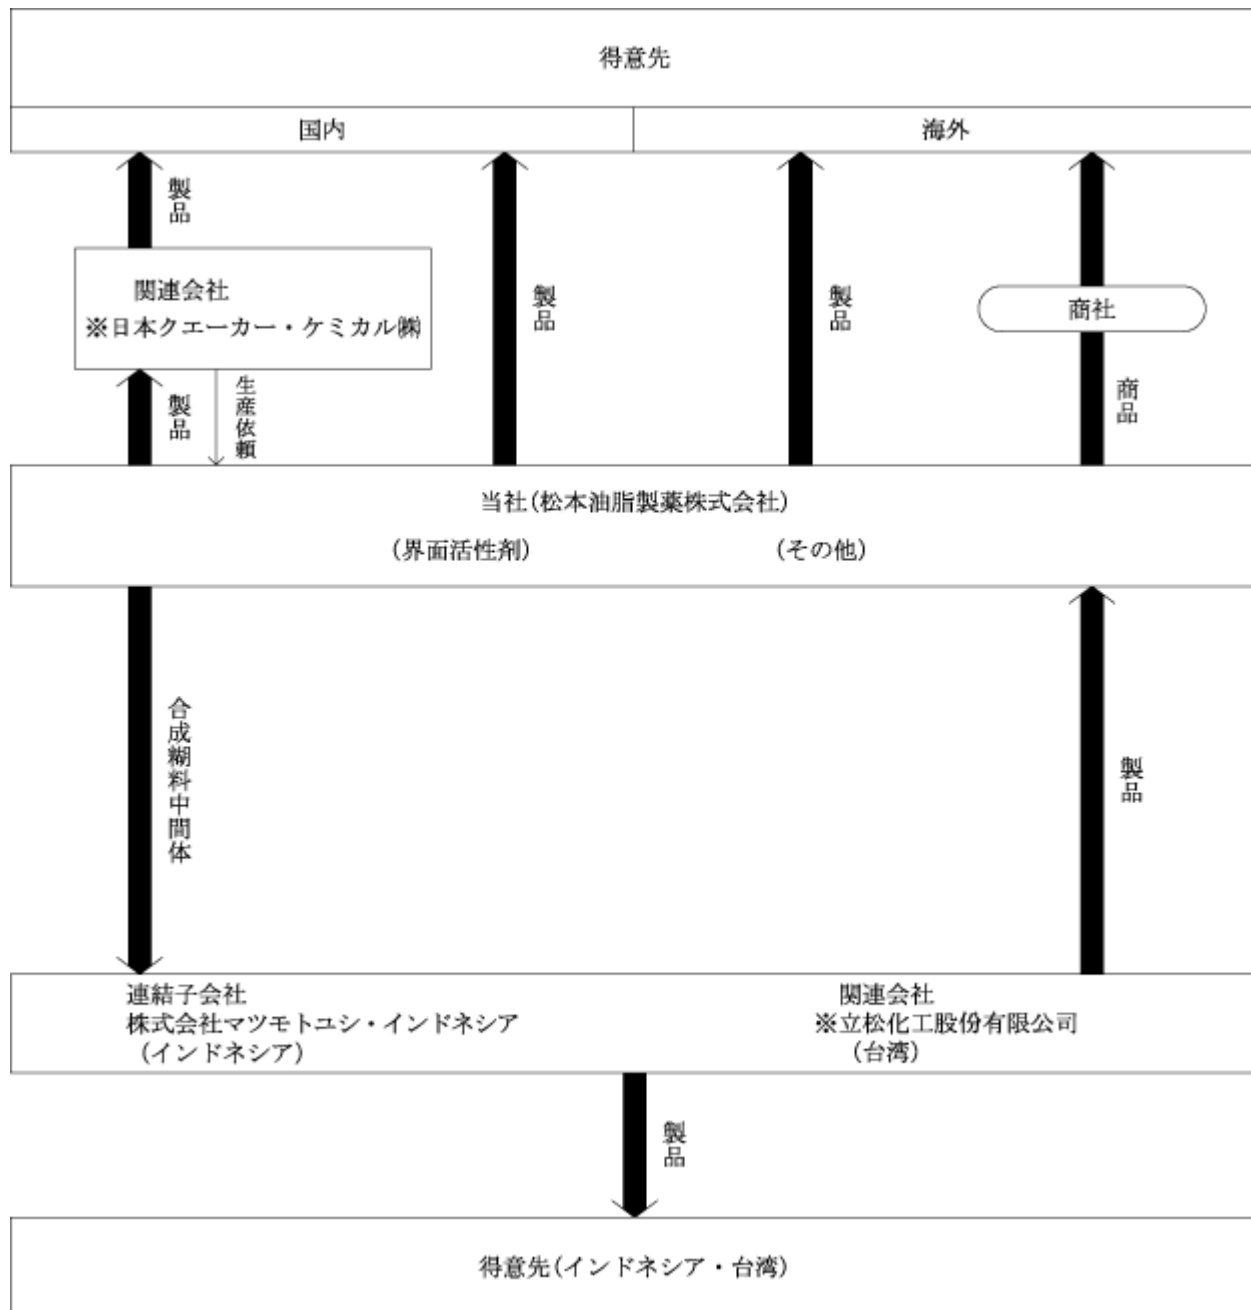 得意先
国内
海外
製品
関連会社
※日本クエーカー・ケミカル㈱
製品
製品
商社
製品
生産依頼
商品
当社(松本油脂製薬株式会社)
(界面活性剤)
(その他)
合成糊料中間体
製品
連結子会社
株式会社マツモトユシ・インドネシア
(インドネシア)
関連会社
※立松化工股份有限公司
(台湾)
製品
得意先(インドネシア・台湾)